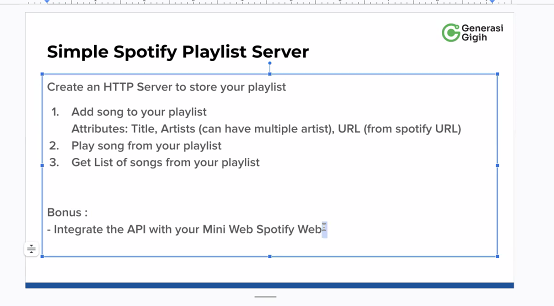 Generasi
Gigih
Simple Spotify Playlist Server
Create an HTTP Server to store your playlist
1. Add song to your playlist
Attributes: Title, Artists (can have multiple artist), URL (from spotify URL)
2. Play song from your playlist
3. Get List of songs from your playlist
Bonus :
- Integrate the API with your Mini Web Spotify Web